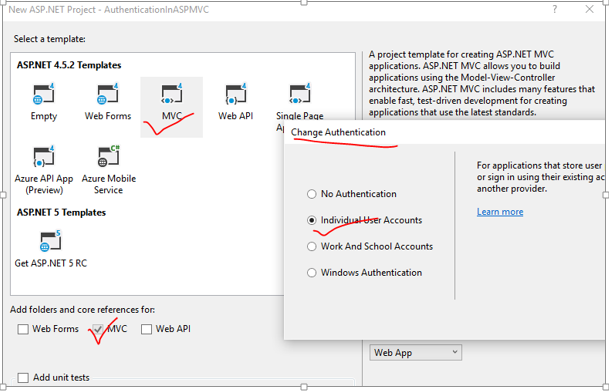 New ASP.NET Project - AuthenticationInASPMVC
? ×
Select a template:
ASP.NET 4.5.2 Templates
Empty
Web Forms
MVC
Web API
Single Page
Azure API App
(Preview)
Azure Mobile
Service
ASP.NET 5 Templates
Get ASP.NET 5 RC
A project template for creating ASP.NET MVC
applications. ASP.NET MVC allows you to build
applications using the Model-View-Controller
architecture. ASP.NET MVC includes many features that
enable fast, test-driven development for creating
applications that use the latest standards.
Change Authentication
No Authentication
Individual User Accounts
Work And School Accounts
Windows Authentication
For applications that store user
or sign in using their existing ac
another provider.
Learn more
Add folders and core references for:
Web Forms
MVC
Web API
Add unit tests
Web App